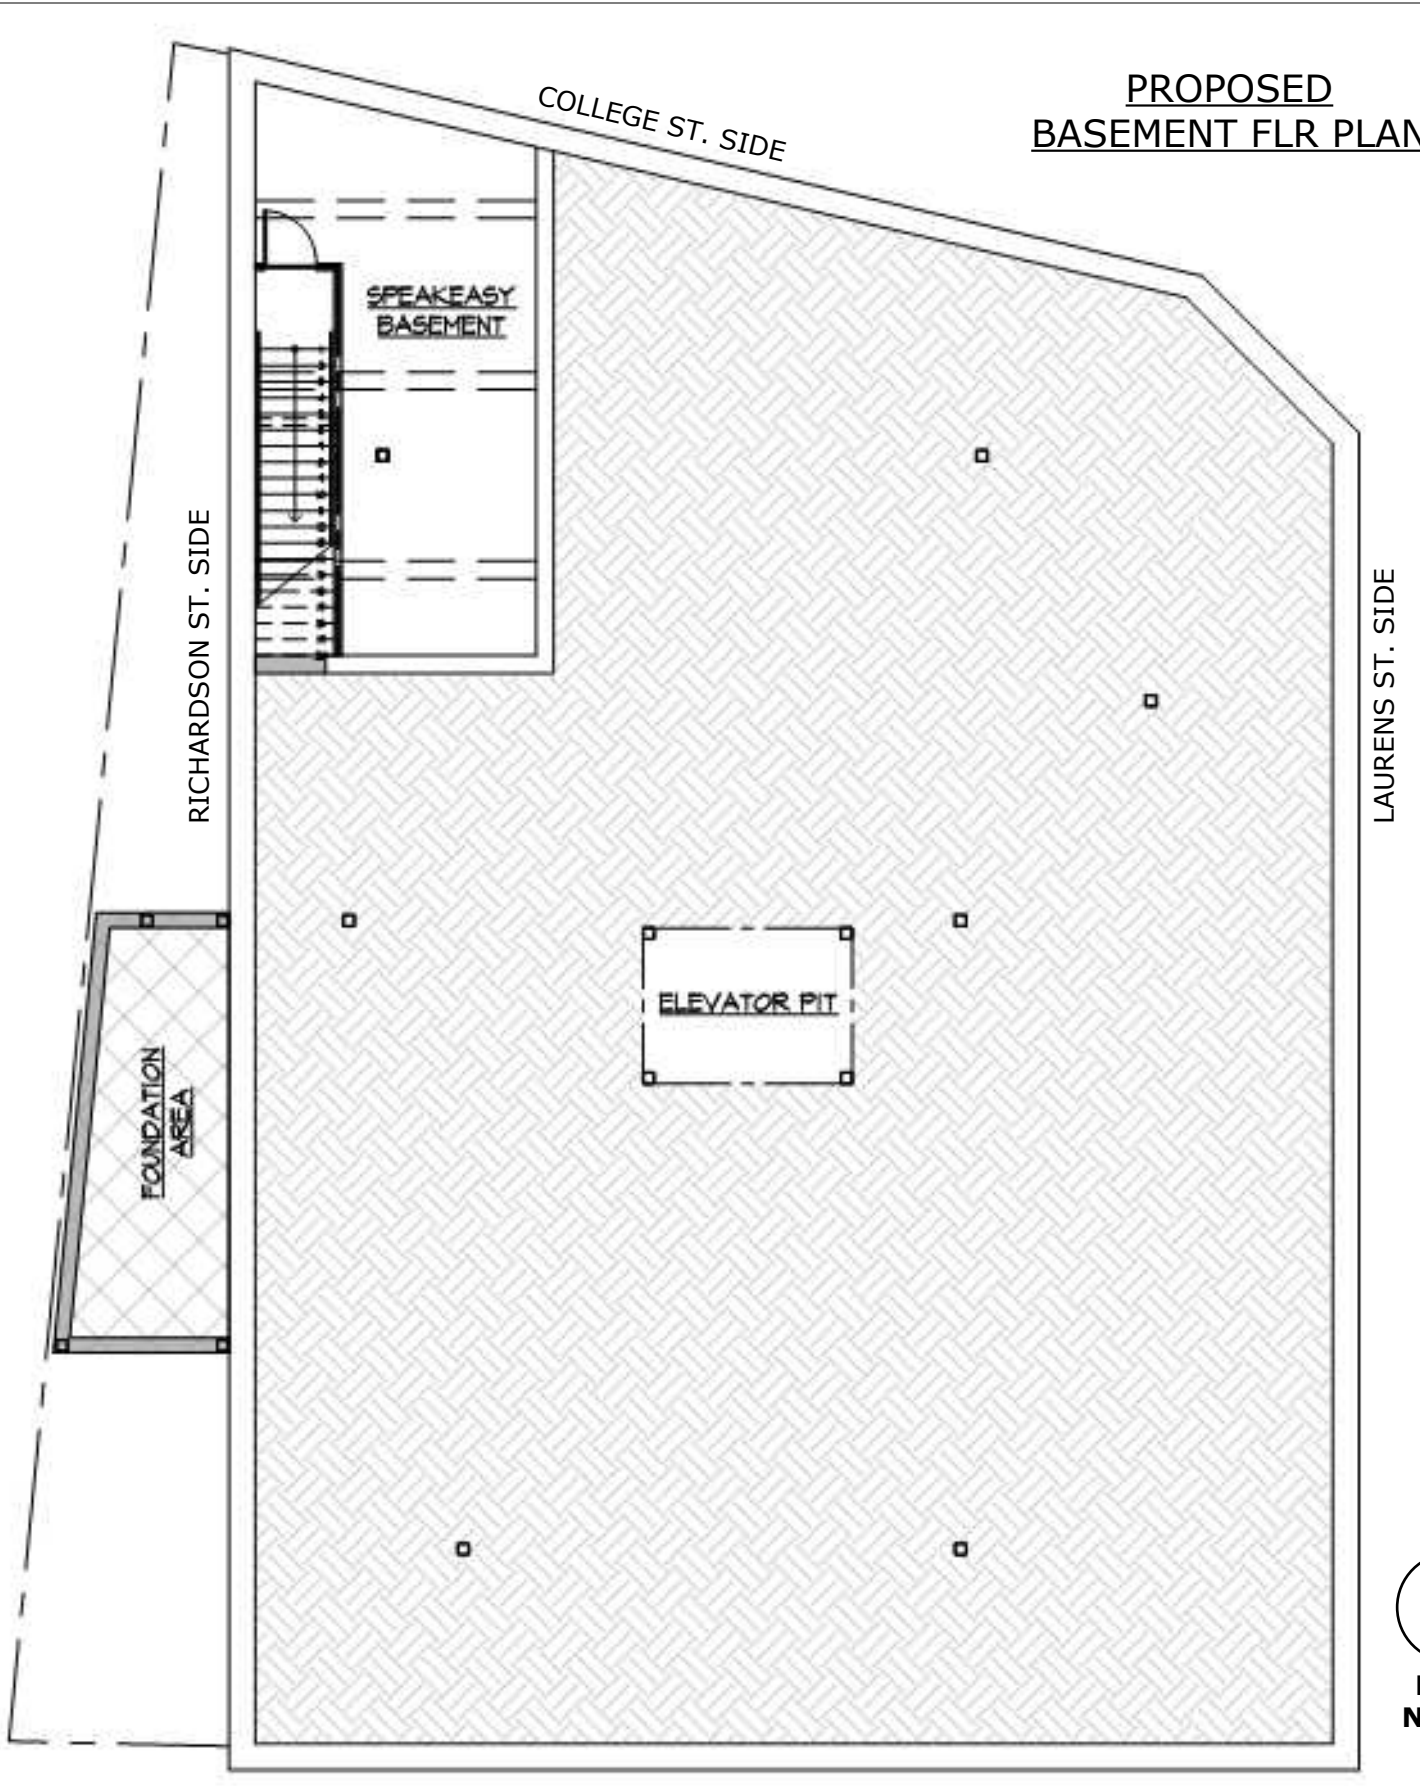 PROPOSED
BASEMENT FLR PLAN
COLLEGE ST. SIDE
SPEAKEASY
BASEMENT
RICHARDSON ST. SIDE
LAURENS ST. SIDE
ELEVATOR PIT
FOUNDATION
AREA